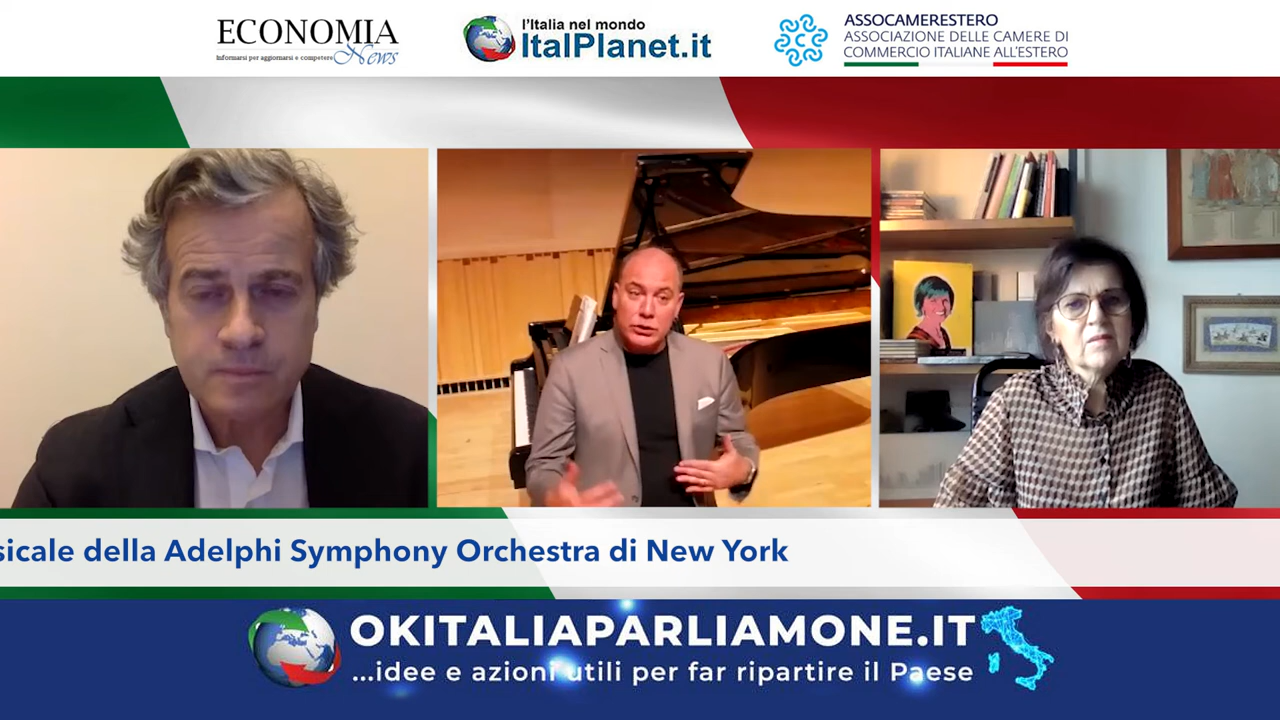 ECONOMIA
News
Informarsi per aggiornarsi e competere
l'Italia nel mondo
ItalPlanet.it
ASSOCAMERESTERO
ASSOCIAZIONE DELLE CAMERE DI
COMMERCIO ITALIANE ALL'ESTERO
sicale della Adelphi Symphony Orchestra di New York
OKITALIAPARLIAMONE.IT
...idee e azioni utili per far ripartire il Paese